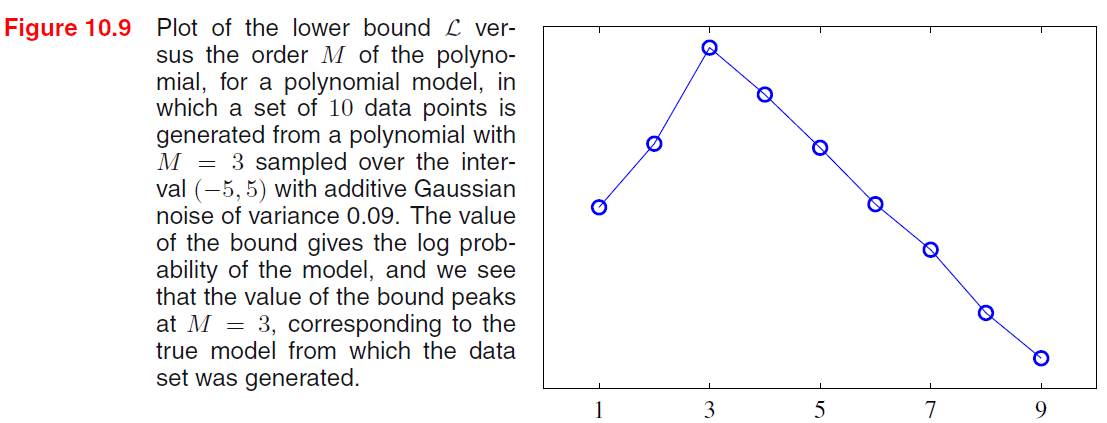 Figure 10.9 Plot of the lower bound ℒ ver-
sus the order M of the polyno-
mial, for a polynomial model, in
which a set of 10 data points is
generated from a polynomial with
M = 3 sampled over the inter-
val (−5, 5) with additive Gaussian
noise of variance 0.09. The value
of the bound gives the log prob-
ability of the model, and we see
that the value of the bound peaks
at M = 3, corresponding to the
true model from which the data
set was generated.
1 3 5 7 9